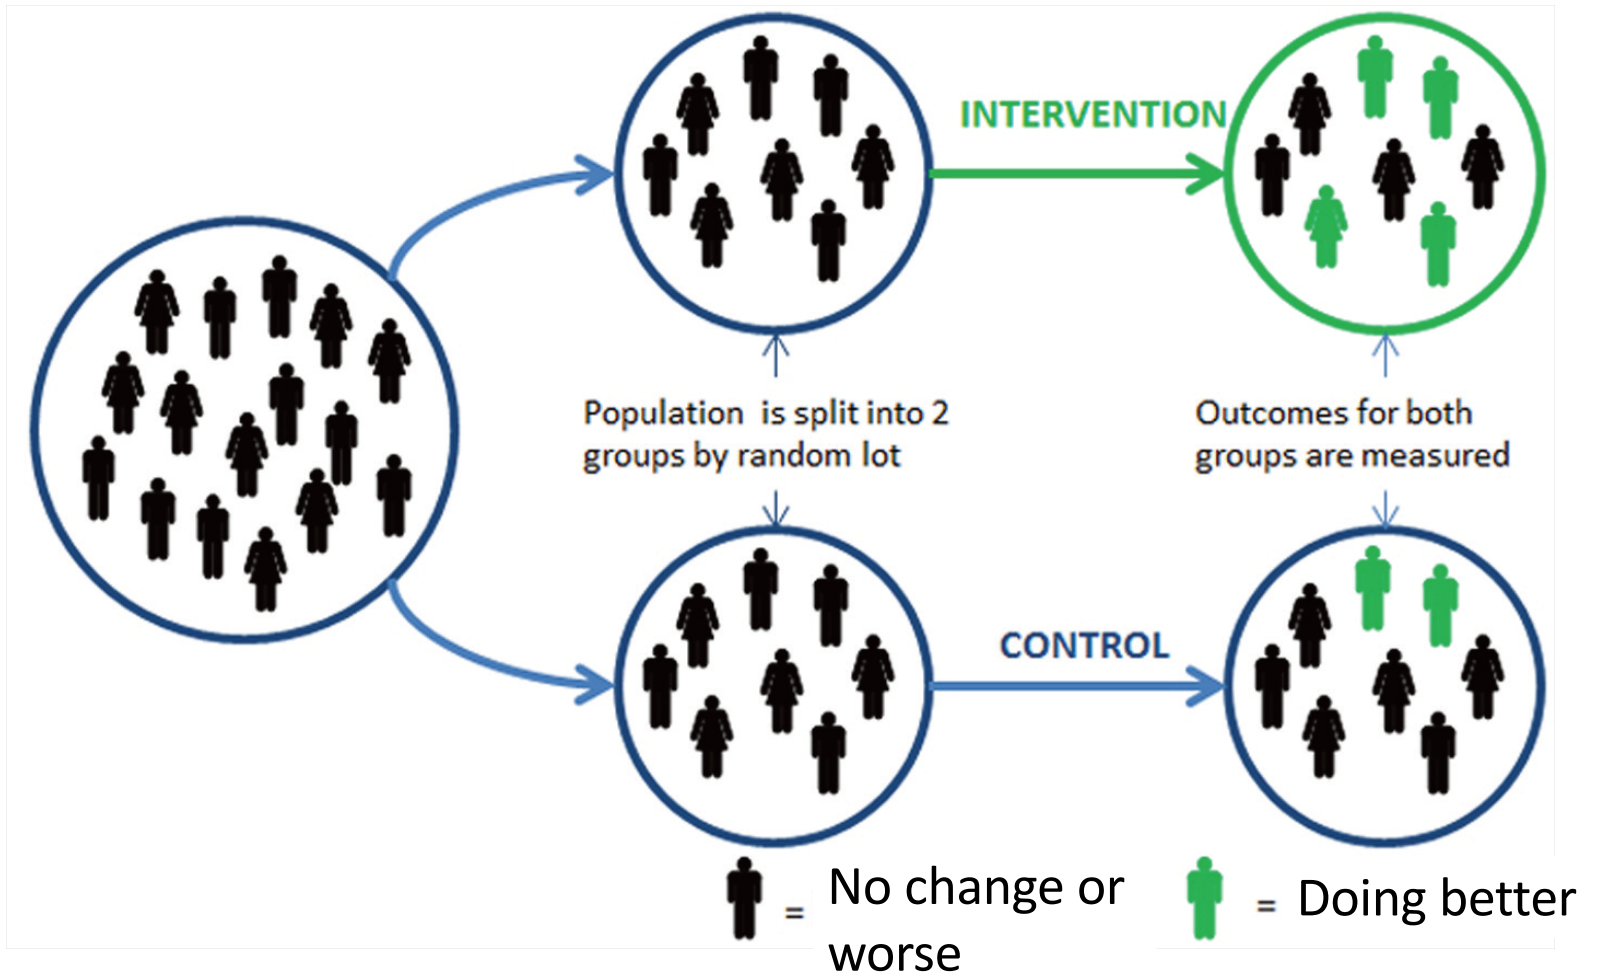 INTERVENTION
Population is split into 2
groups by random lot
Outcomes for both
groups are measured
CONTROL
= No change or
worse
= Doing better